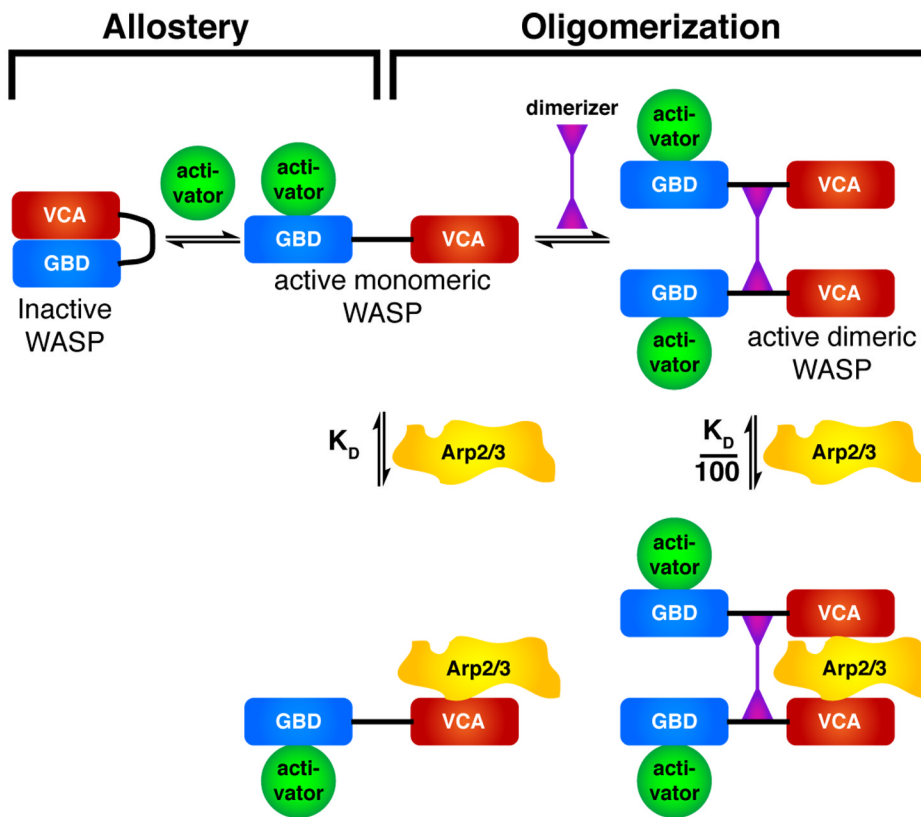 Allostery
Oligomerization
dimerizer
acti-
vator
acti-
vator
acti-
vator
VCA
GBD
GBD
VCA
GBD
VCA
Inactive
WASP
active monomeric
WASP
GBD
VCA
acti-
vator
active dimeric
WASP
K_D
Arp2/3
K_D
100
Arp2/3
acti-
vator
GBD
VCA
Arp2/3
Arp2/3
GBD
VCA
GBD
VCA
acti-
vator
acti-
vator